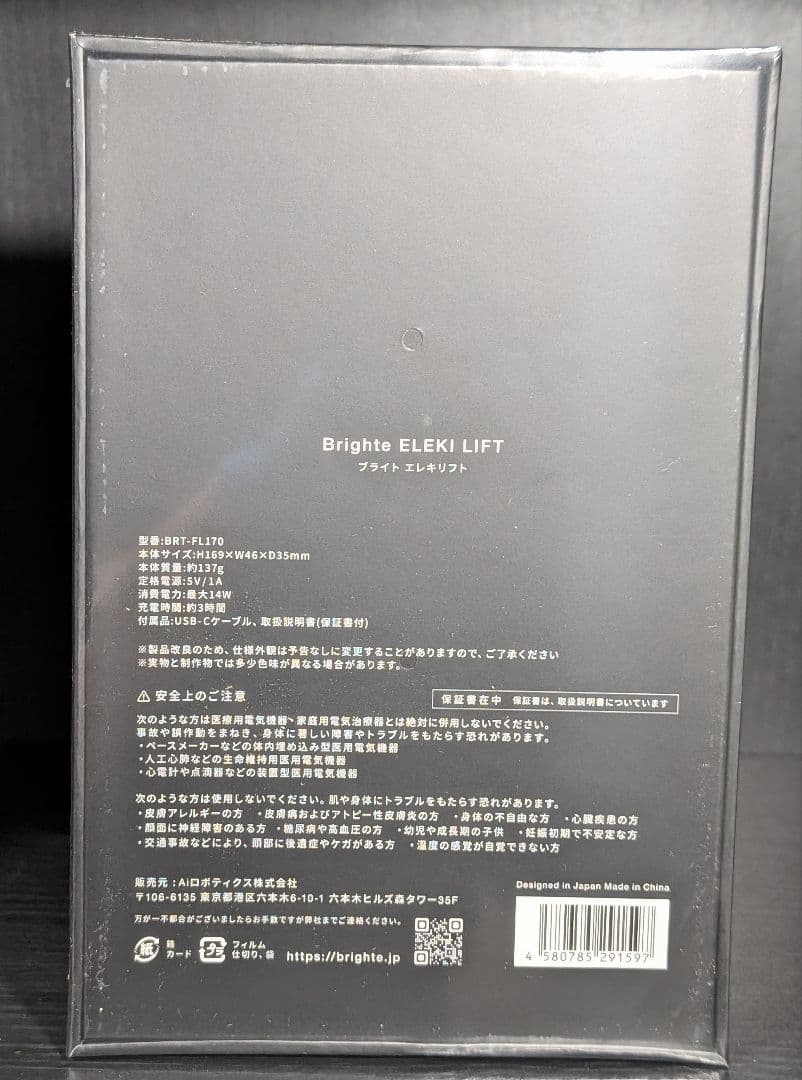 Brighte ELEKI LIFT
ブライト エレキリフト
型番:BRT-FL170
本体サイズ:H169×W46×D35mm
本体質量:約137g
定格電源:5V/1A
消費電力:最大14W
充電時間:約3時間
付属品:USB-Cケーブル、取扱説明書(保証書付)
※製品改良のため、仕様外観は予告なしに変更することがありますので、ご了承ください
※実物と制作物では多少色味が異なる場合があります。
⚠ 安全上のご注意
保証書在中 保証書は、取扱説明書についています
次のような方は医療用電気機器、家庭用電気治療器とは絶対に併用しないでください。
事故や誤作動をまねき、身体に著しい障害やトラブルをもたらす恐れがあります。
・ペースメーカーなどの体内埋め込み型医用電気機器
・人工心肺などの生命維持用医用電気機器
・心電計や点滴器などの装着型医用電気機器
次のような方は使用しないでください。肌や身体にトラブルをもたらす恐れがあります。
・皮膚アレルギーの方 ・皮膚病およびアトピー性皮膚炎の方 ・身体の不自由な方 ・心臓疾患の方
・顔面に神経障害のある方 ・糖尿病や高血圧の方 ・幼児や成長期の子供 ・妊娠初期で不安定な方
・交通事故などにより、頭部に後遺症やケガがある方 ・温度の感覚が自覚できない方
販売元：Aiロボティクス株式会社
〒106-6135 東京都港区六本木6-10-1 六本木ヒルズ森タワー35F
万が一不都合がございましたらお手数ですが弊社までご連絡ください。
紙 箱 カード プラ フィルム 仕切り、袋 https://brighte.jp
Designed in Japan Made in China
4 580785 291597